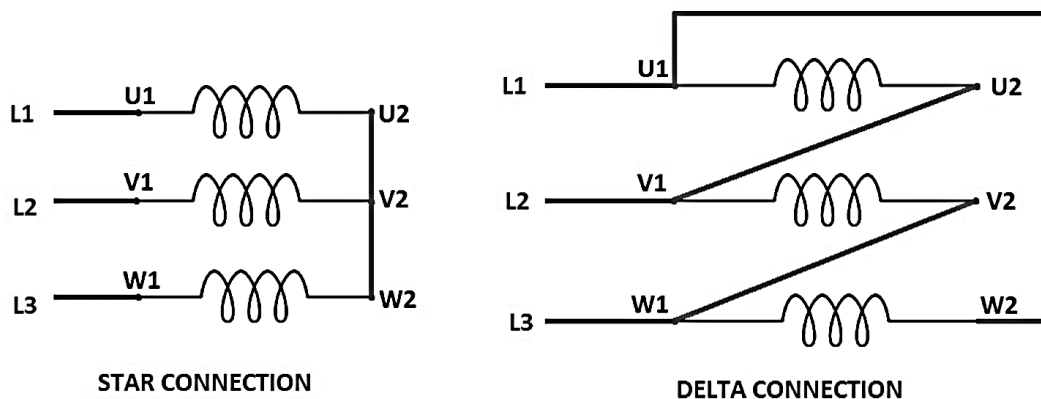 L1 U1 U2
L2 V1 V2
L3 W1 W2
STAR CONNECTION
L1 U1 U2
L2 V1 V2
L3 W1 W2
DELTA CONNECTION